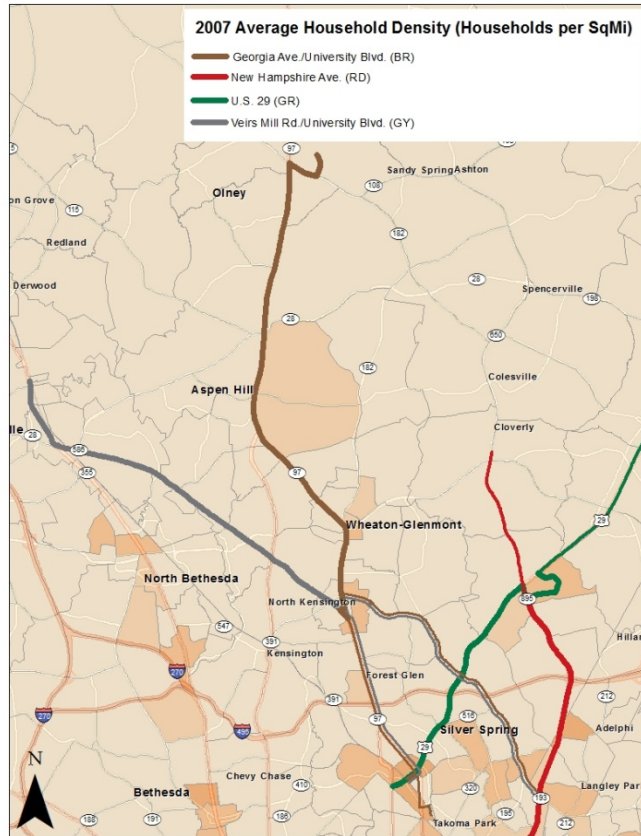 2007 Average Household Density (Households per SqMi)
Georgia Ave./University Blvd. (BR)
New Hampshire Ave. (RD)
U.S. 29 (GR)
Veirs Mill Rd./University Blvd. (GY)
97
Sandy Spring Ashton
Olney
108
on Grove
115
182
Redland
28
Derwood
Spencerville
198
28
650
182
Colesville
Aspen Hill
Cloverly
lle
28
586
355
97
29
Wheaton-Glenmont
North Bethesda
895
North Kensington
547
391
Kensington
Hillan
270
Forest Glen
391
212
270
97
495
516
Silver Spring
Adelphi
29
Chevy Chase
410
320
Langley Par
Bethesda
193
188
191
186
195
212
Takoma Park
N